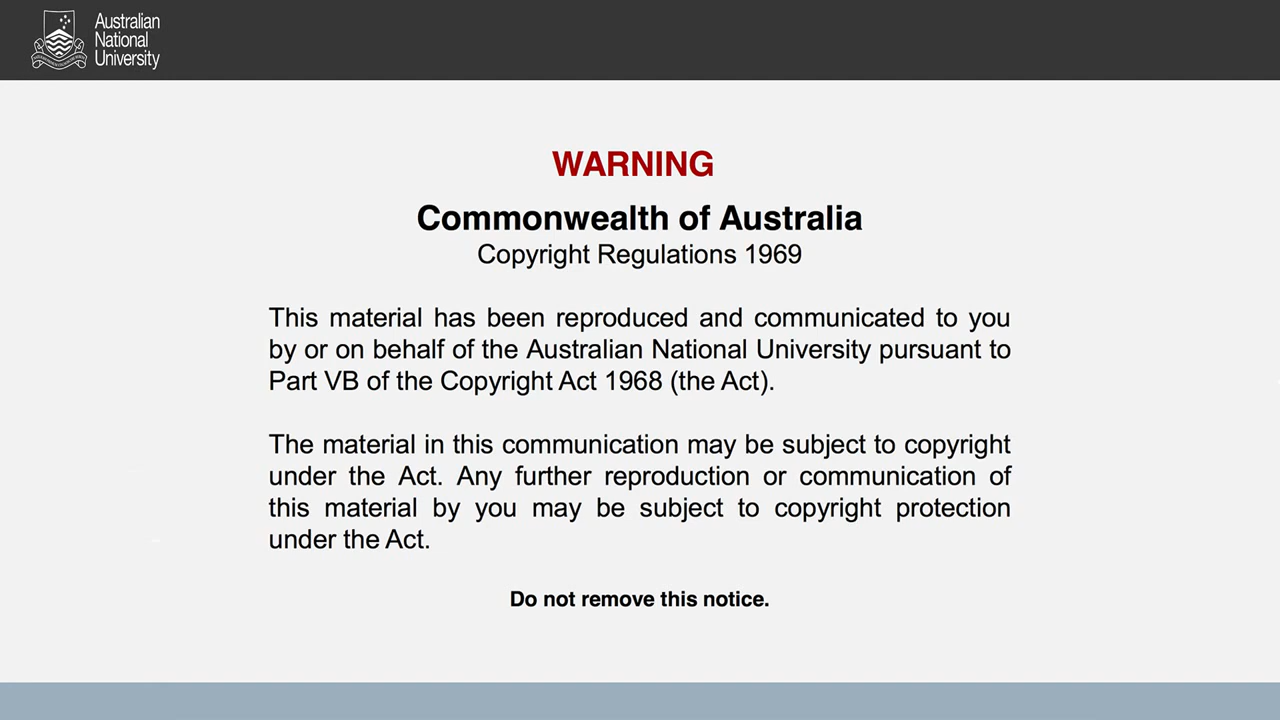 Australian
National
University
WARNING
Commonwealth of Australia
Copyright Regulations 1969
This material has been reproduced and communicated to you
by or on behalf of the Australian National University pursuant to
Part VB of the Copyright Act 1968 (the Act).
The material in this communication may be subject to copyright
under the Act. Any further reproduction or communication of
this material by you may be subject to copyright protection
under the Act.
Do not remove this notice.